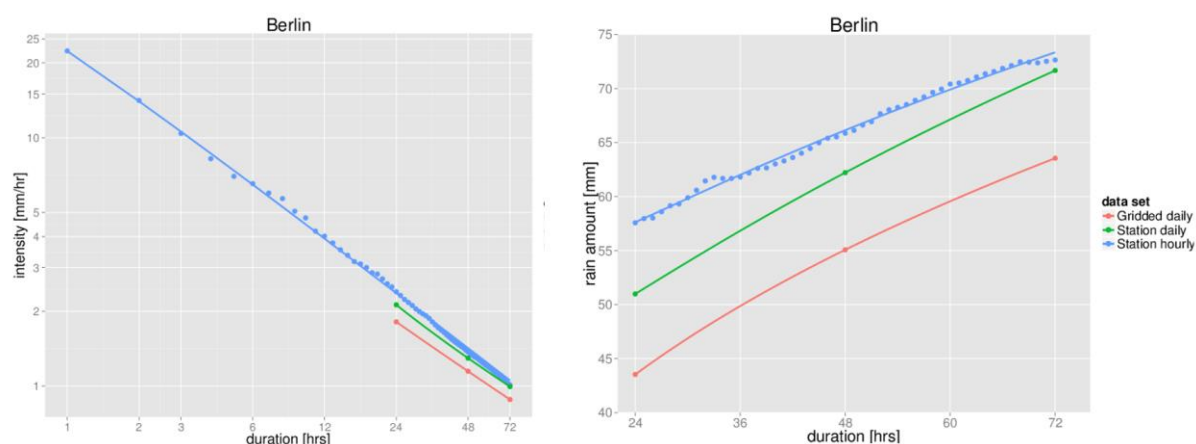 Berlin
intensity [mm/hr]
25
20
15
10
5
4
3
2
1
1 2 3 6 12 24 48 72
duration [hrs]
Berlin
rain amount [mm]
75
70
65
60
55
50
45
40
24 36 48 60 72
duration [hrs]
data set
Gridded daily
Station daily
Station hourly